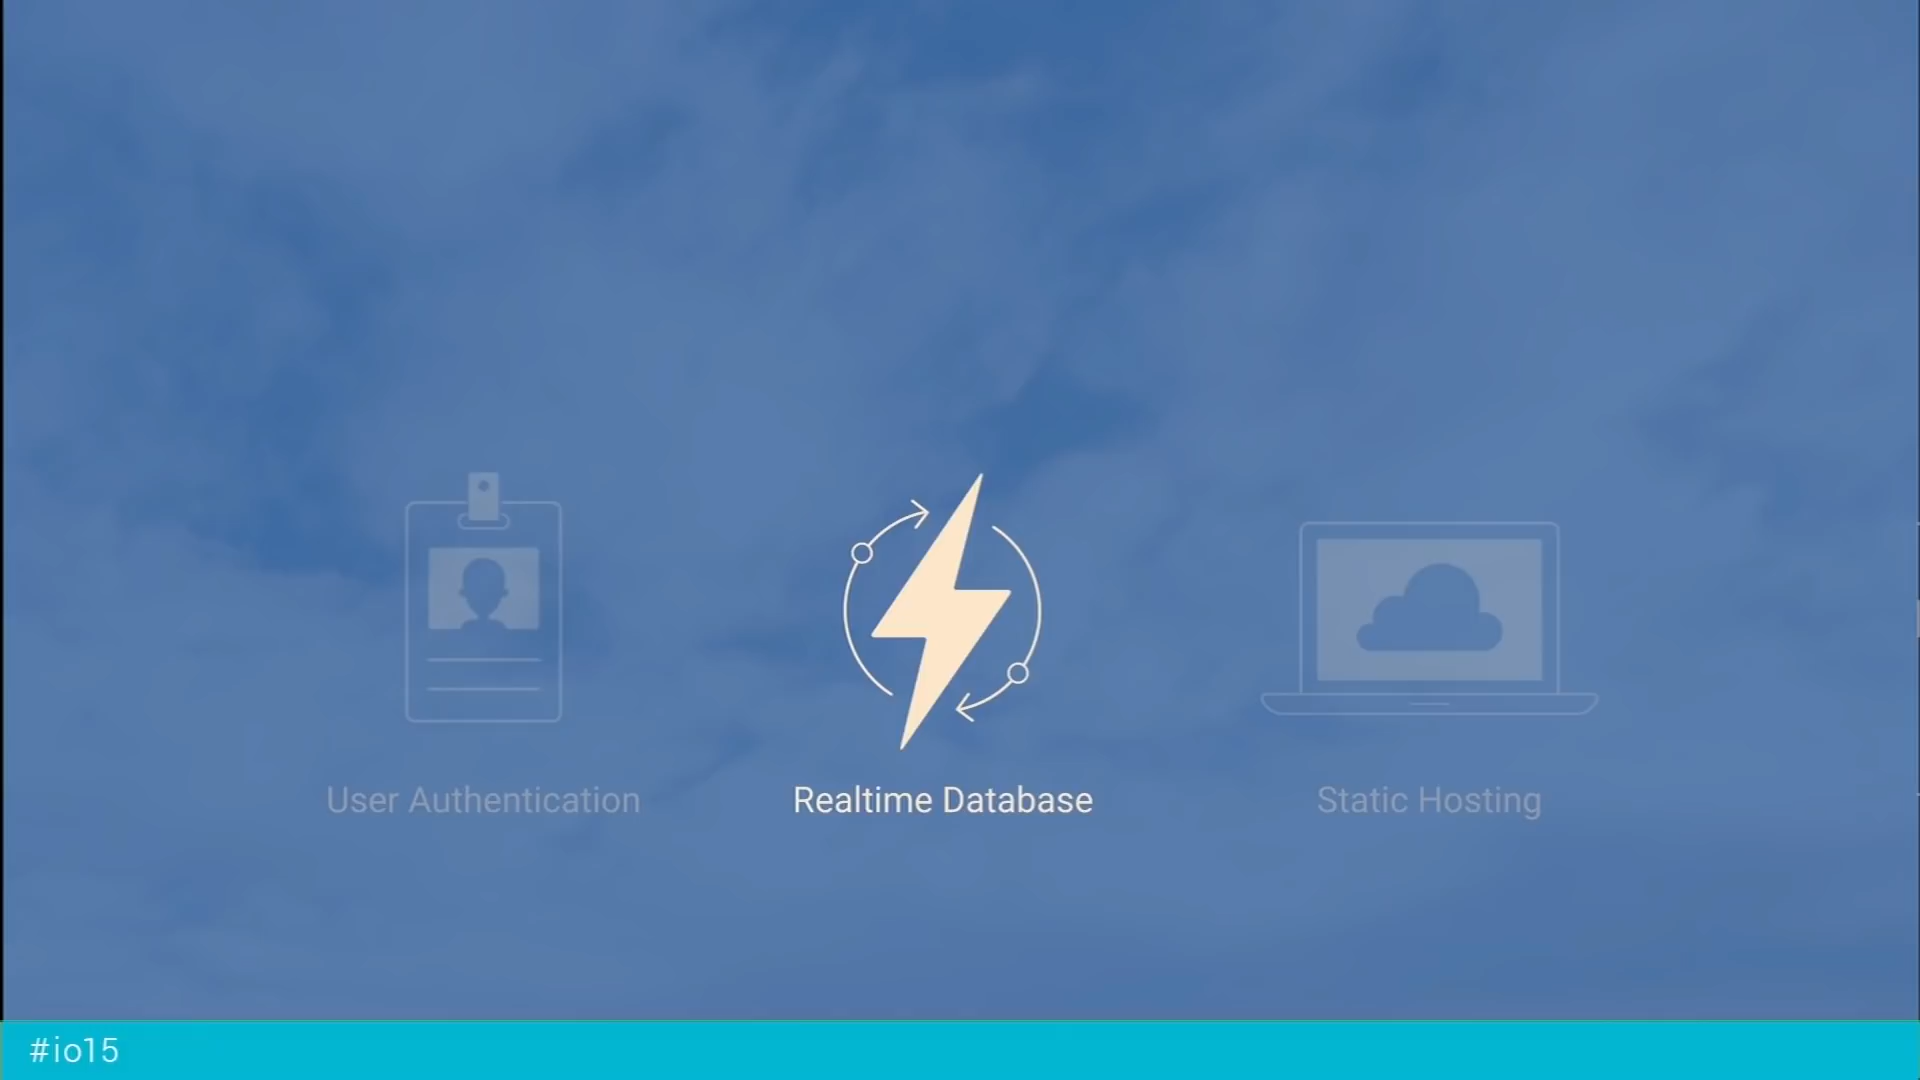 User Authentication
Realtime Database
Static Hosting
#io15